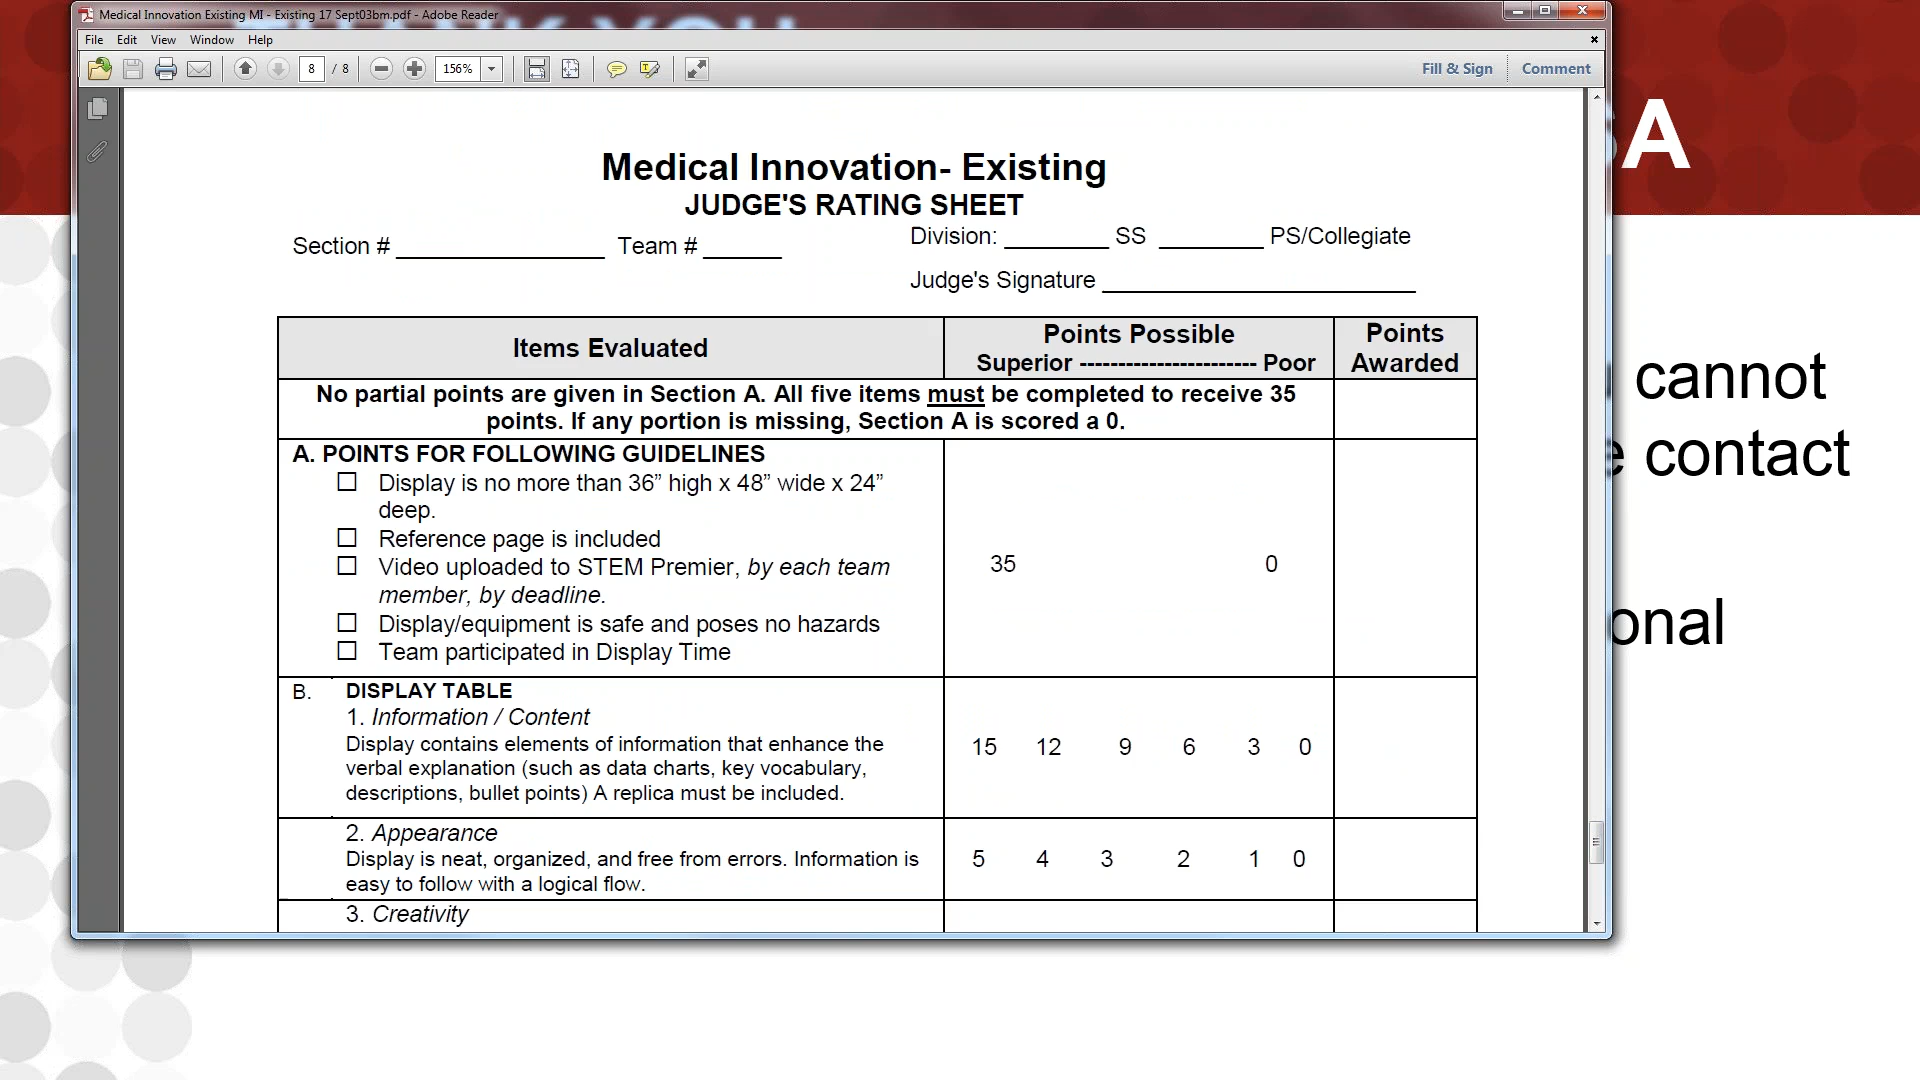 Medical Innovation Existing MI - Existing 17 Sept03bm.pdf - Adobe Reader
File Edit View Window Help
8 / 8 156% Fill & Sign Comment
Medical Innovation- Existing
JUDGE'S RATING SHEET
Section # _______________ Team # ______
Division: ________ SS ________ PS/Collegiate
Judge's Signature ________________________
Items Evaluated
Points Possible
Superior ----------------------- Poor
Points
Awarded
No partial points are given in Section A. All five items must be completed to receive 35
points. If any portion is missing, Section A is scored a 0.
A. POINTS FOR FOLLOWING GUIDELINES
☐ Display is no more than 36” high x 48” wide x 24”
deep.
☐ Reference page is included
☐ Video uploaded to STEM Premier, by each team
member, by deadline.
☐ Display/equipment is safe and poses no hazards
☐ Team participated in Display Time
35 0
B. DISPLAY TABLE
1. Information / Content
Display contains elements of information that enhance the
verbal explanation (such as data charts, key vocabulary,
descriptions, bullet points) A replica must be included.
15 12 9 6 3 0
2. Appearance
Display is neat, organized, and free from errors. Information is
easy to follow with a logical flow.
5 4 3 2 1 0
3. Creativity
A
cannot
contact
onal